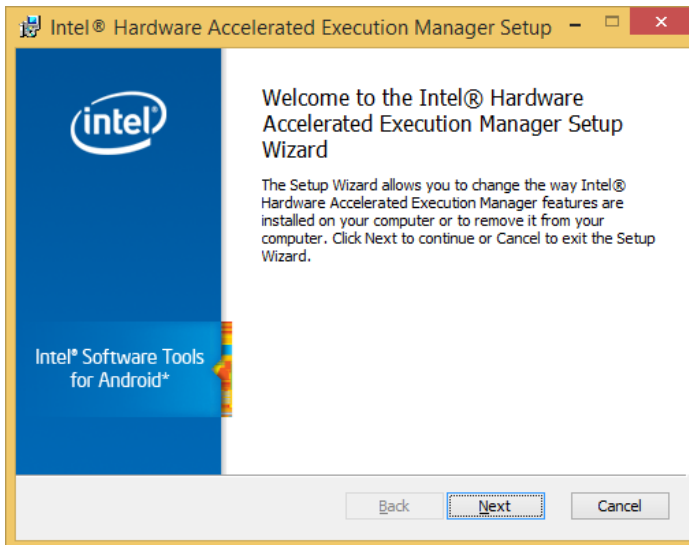 Intel® Hardware Accelerated Execution Manager Setup
intel
Welcome to the Intel® Hardware
Accelerated Execution Manager Setup
Wizard
The Setup Wizard allows you to change the way Intel®
Hardware Accelerated Execution Manager features are
installed on your computer or to remove it from your
computer. Click Next to continue or Cancel to exit the Setup
Wizard.
Intel® Software Tools
for Android*
Back Next Cancel